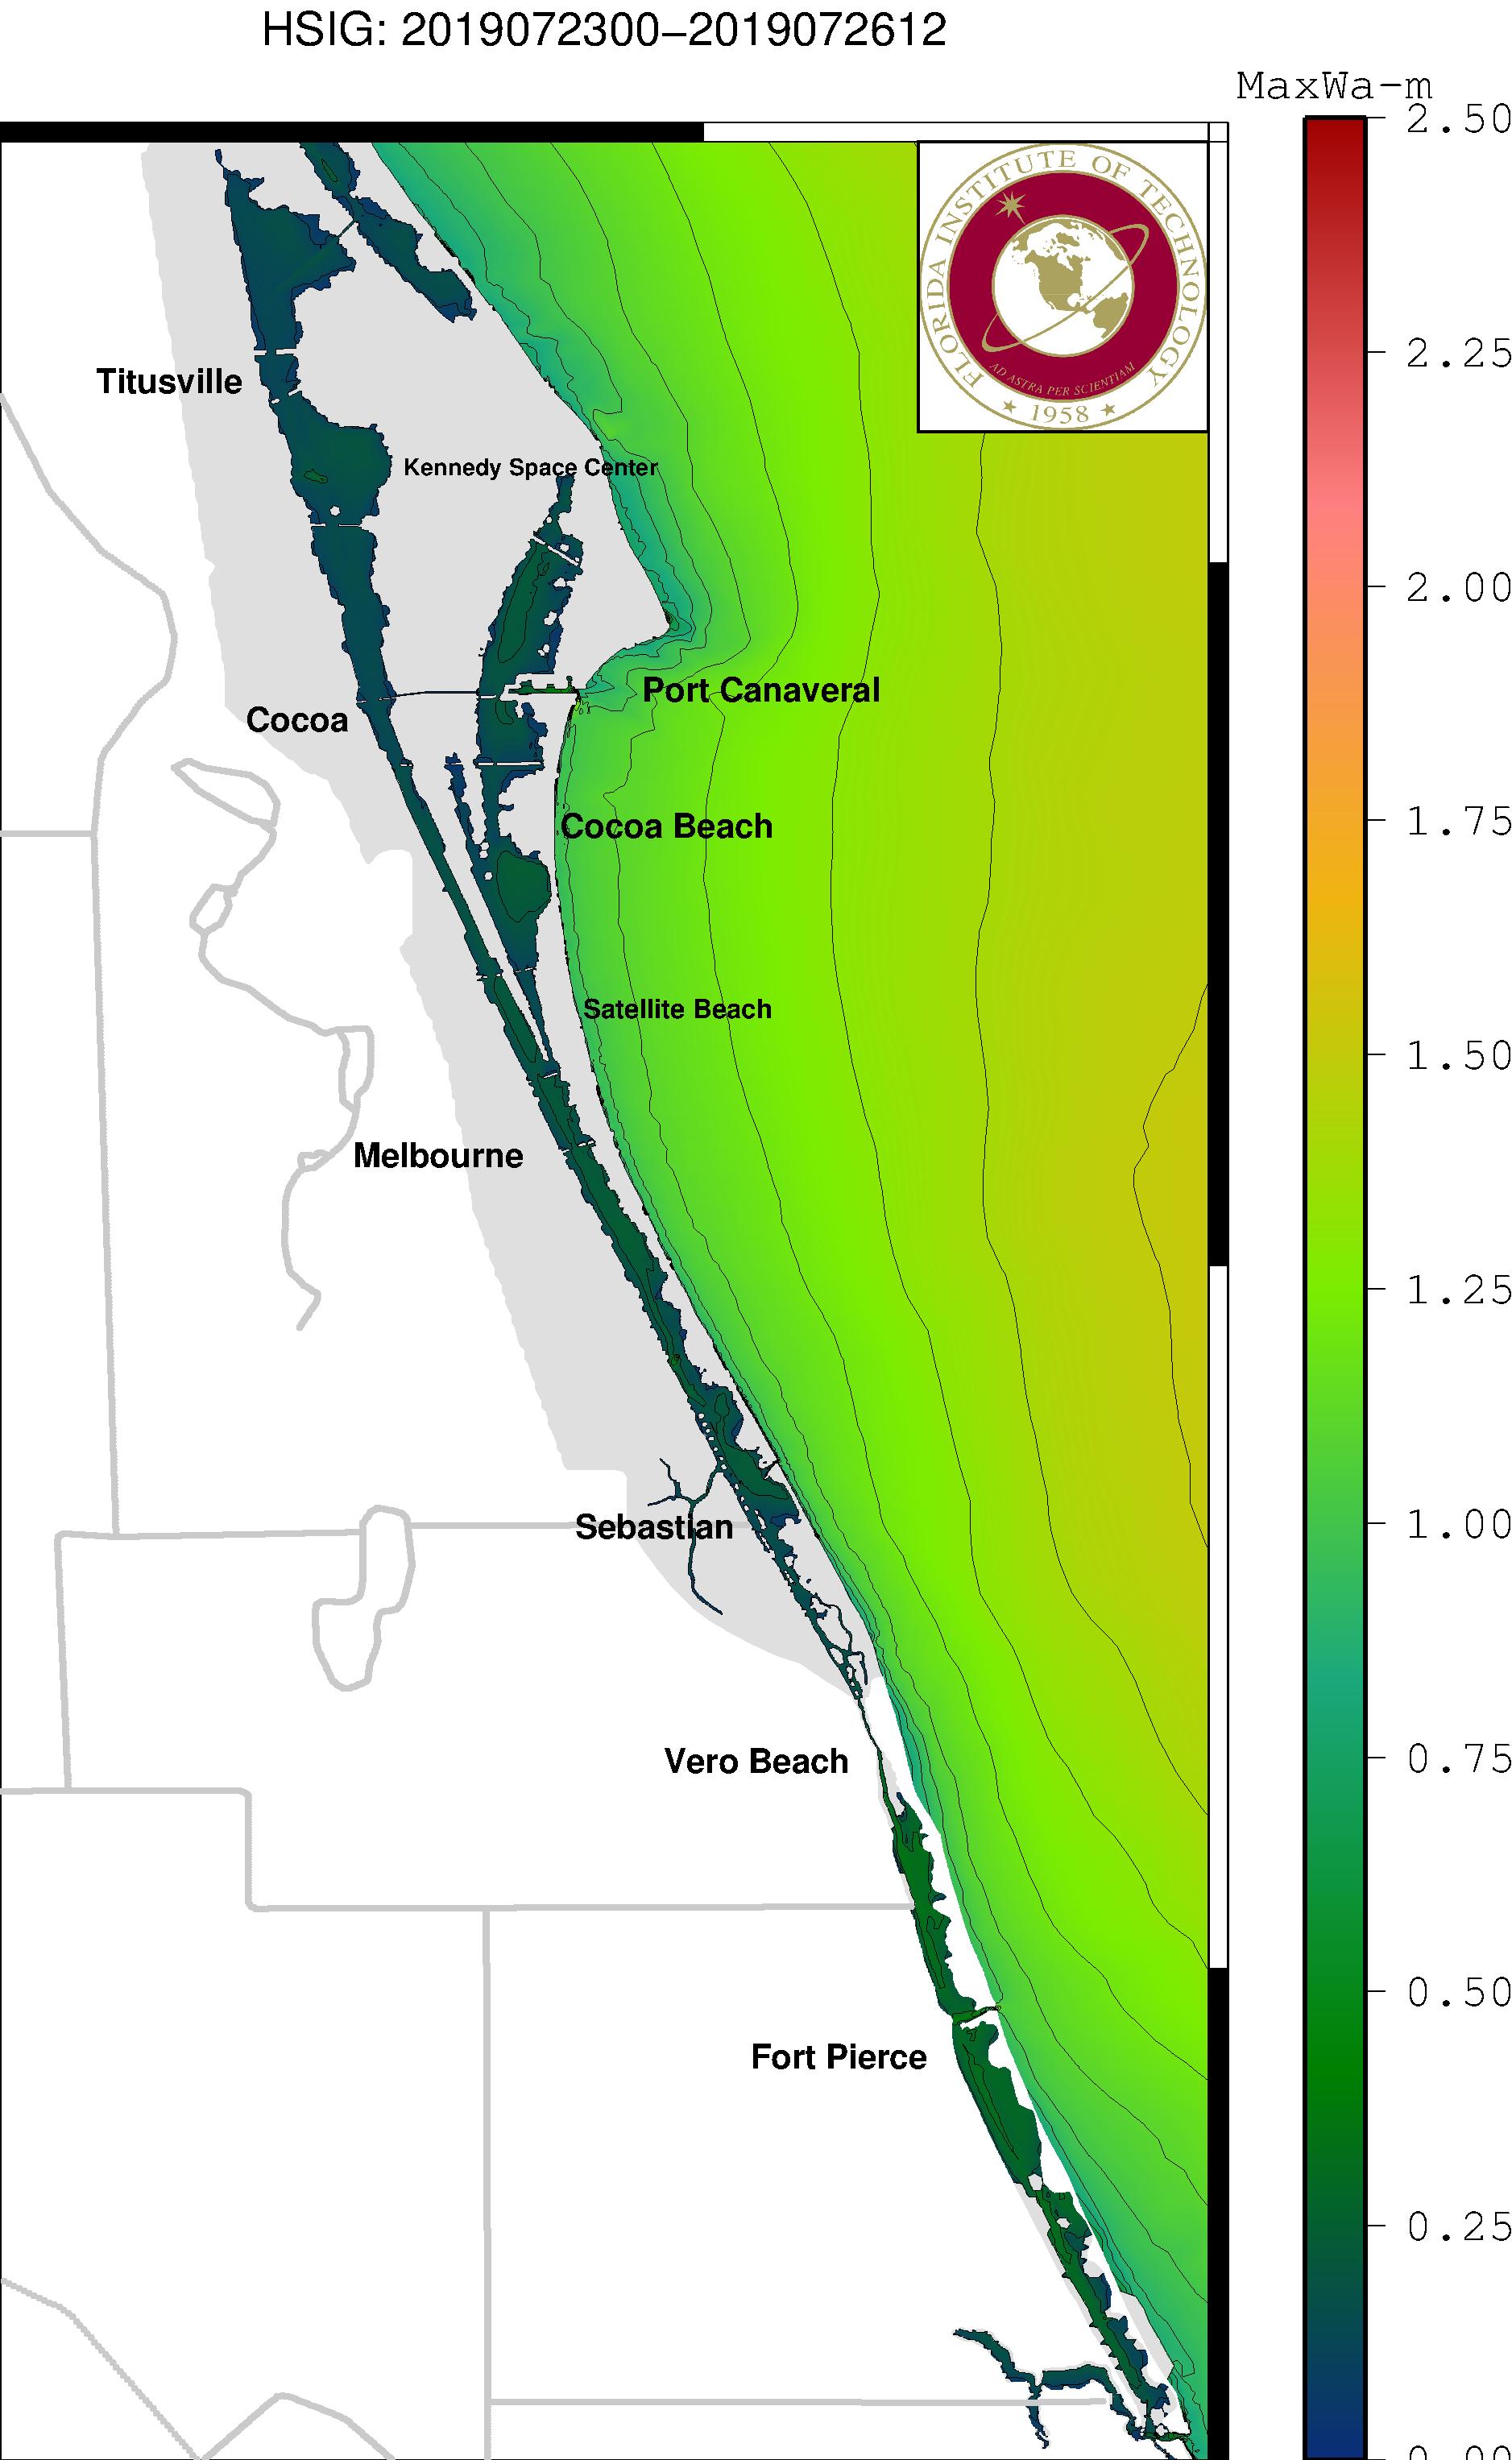 HSIG: 2019072300–2019072612
MaxWa-m
2.50
2.25
2.00
1.75
1.50
1.25
1.00
0.75
0.50
0.25
0.00
FLORIDA INSTITUTE OF TECHNOLOGY
AD ASTRA PER SCIENTIAM
★ 1958 ★
Titusville
Kennedy Space Center
Port Canaveral
Cocoa
Cocoa Beach
Satellite Beach
Melbourne
Sebastian
Vero Beach
Fort Pierce